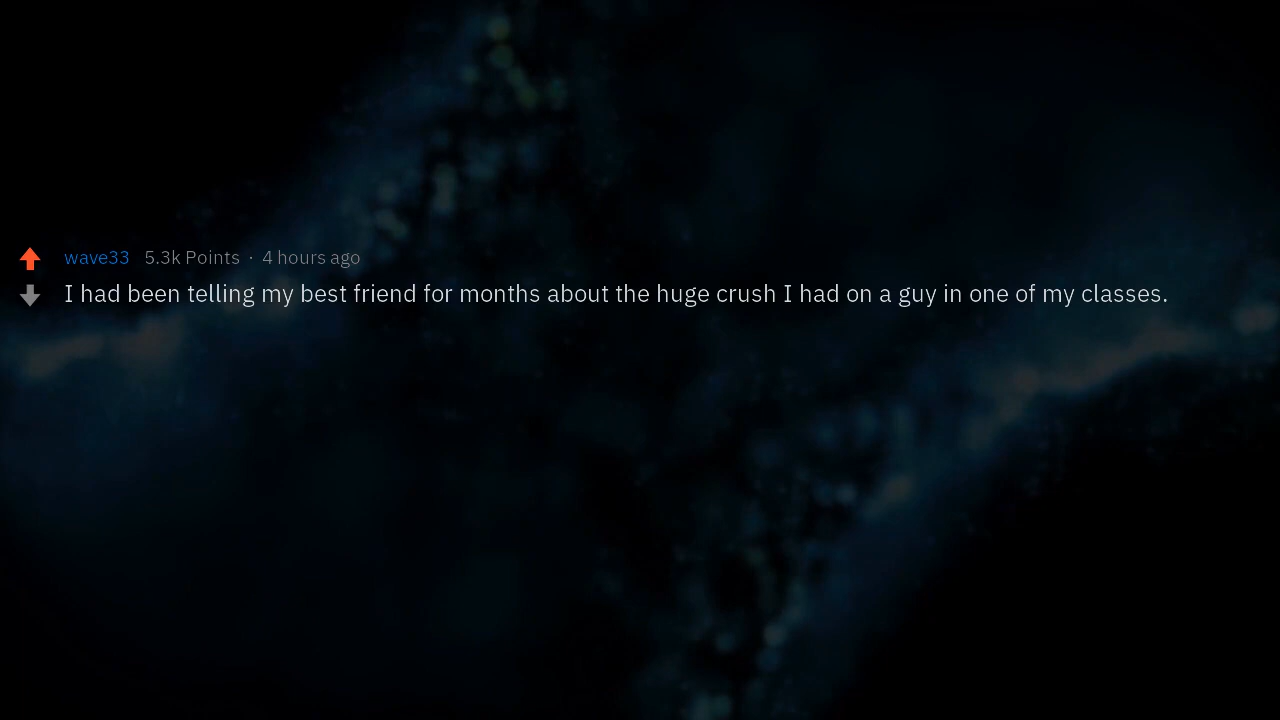 wave33 5.3k Points · 4 hours ago
I had been telling my best friend for months about the huge crush I had on a guy in one of my classes.